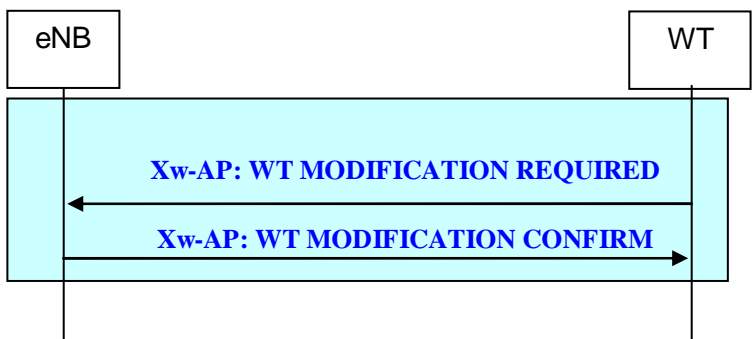 eNB
WT
Xw-AP: WT MODIFICATION REQUIRED
Xw-AP: WT MODIFICATION CONFIRM